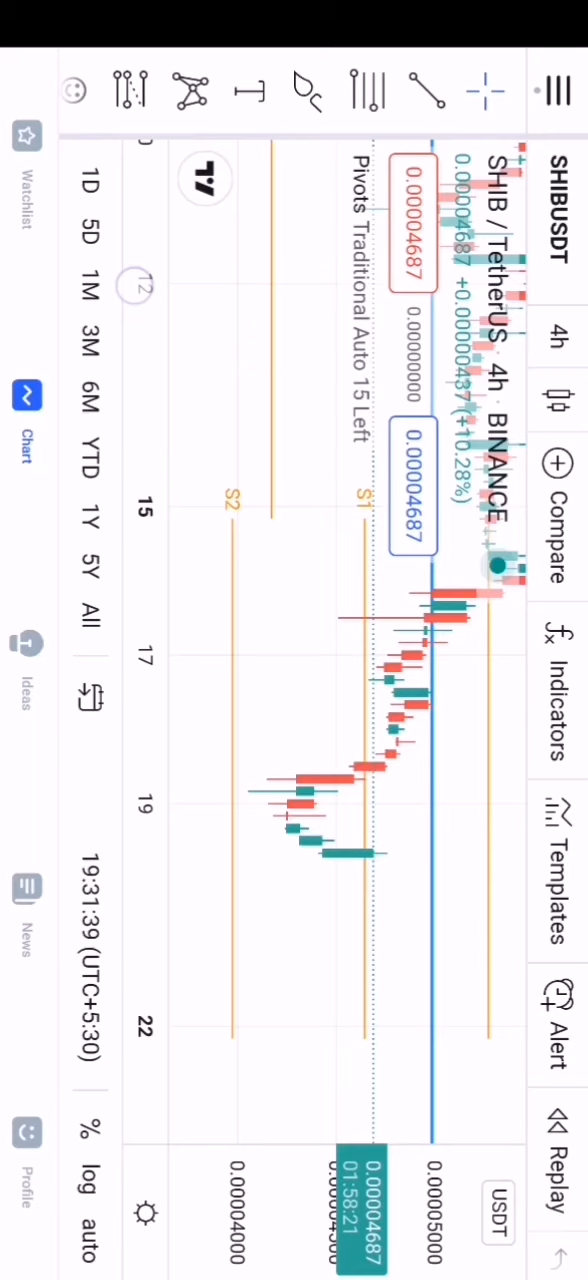 SHIBUSDT 4h Compare Indicators Templates Alert Replay
SHIB / TetherUS · 4h · BINANCE
0.00004687 +0.00000437 (+10.28%)
0.00004687 0.00000000 0.00004687
Pivots Traditional Auto 15 Left
S1
S2
USDT
0.00005000
0.00004687
01:58:21
0.00004000
12 15 17 19 22
1D 5D 1M 3M 6M YTD 1Y 5Y All 19:31:39 (UTC+5:30) % log auto
Watchlist Chart Ideas News Profile